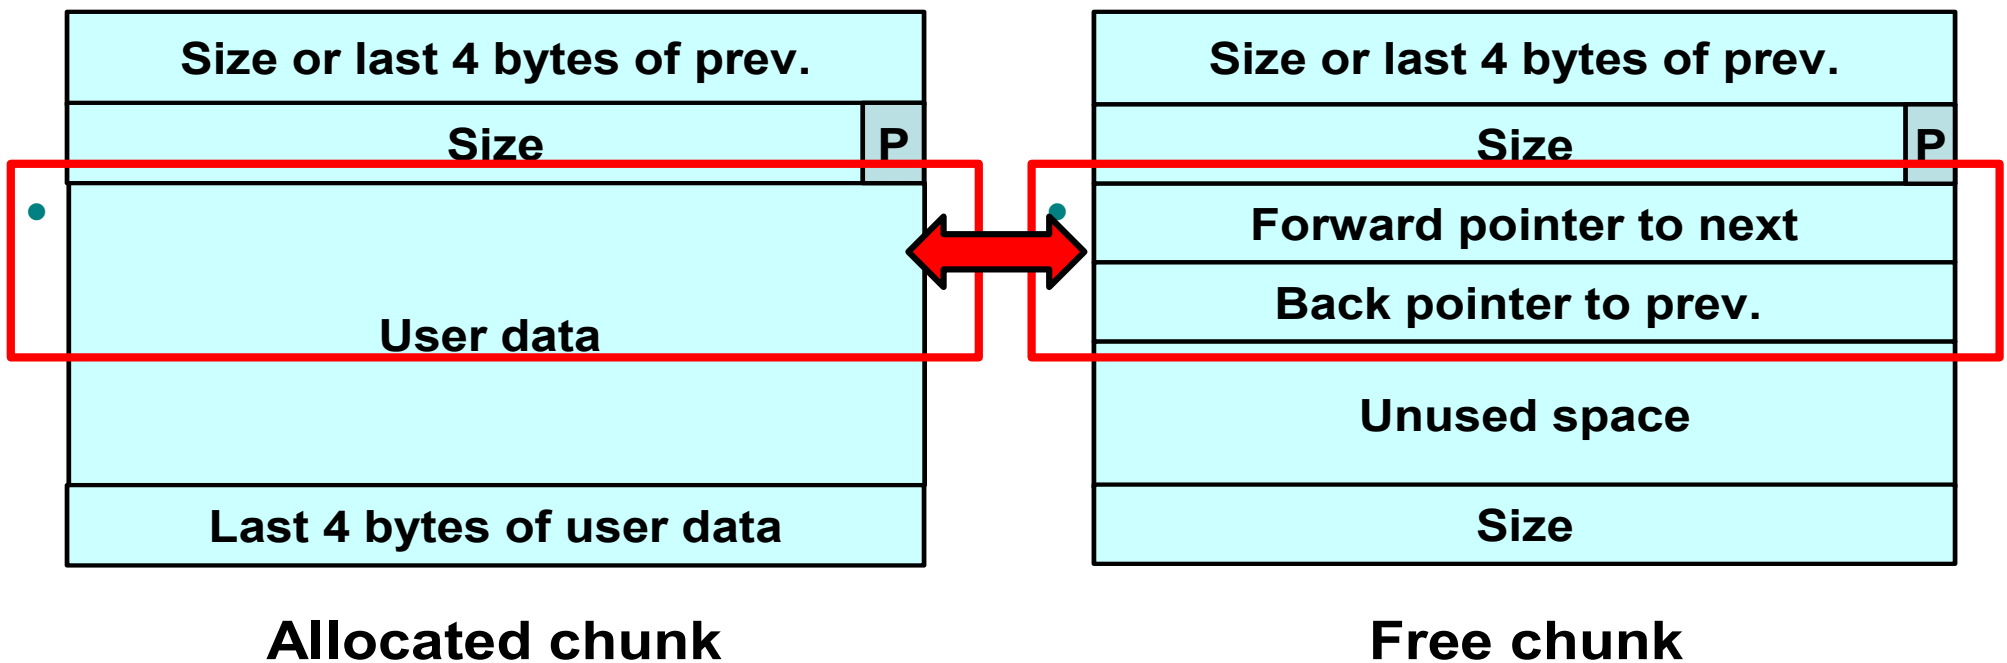 Size or last 4 bytes of prev.
Size
P
User data
Last 4 bytes of user data
Allocated chunk
Size or last 4 bytes of prev.
Size
P
Forward pointer to next
Back pointer to prev.
Unused space
Size
Free chunk